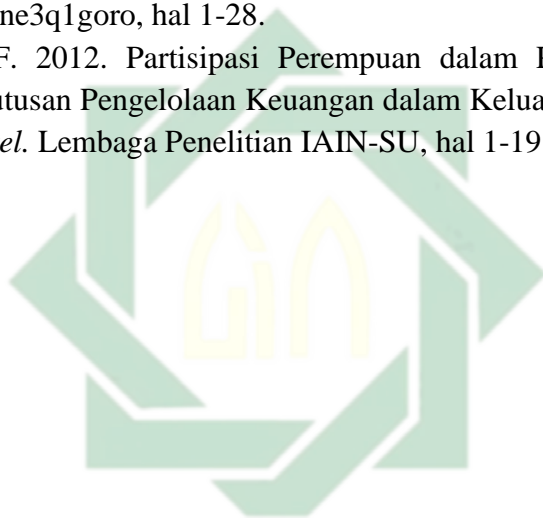 ne3q1goro, hal 1-28.
F. 2012. Partisipasi Perempuan dalam
utusan Pengelolaan Keuangan dalam Kelua
el. Lembaga Penelitian IAIN-SU, hal 1-19